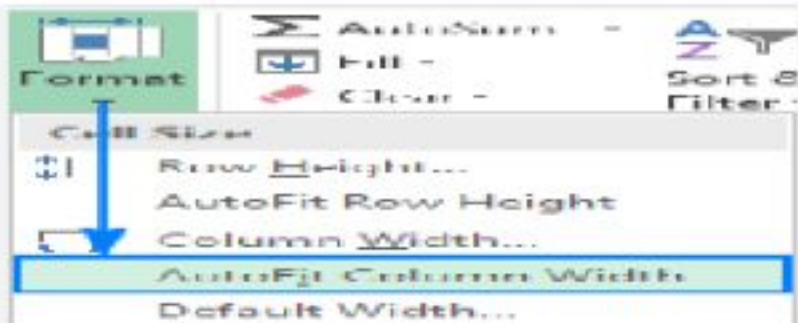 AutoSum
Format
Fill
Sort &
Clear
Filter
Cell Size
Row Height...
AutoFit Row Height
Column Width...
AutoFit Column Width
Default Width...